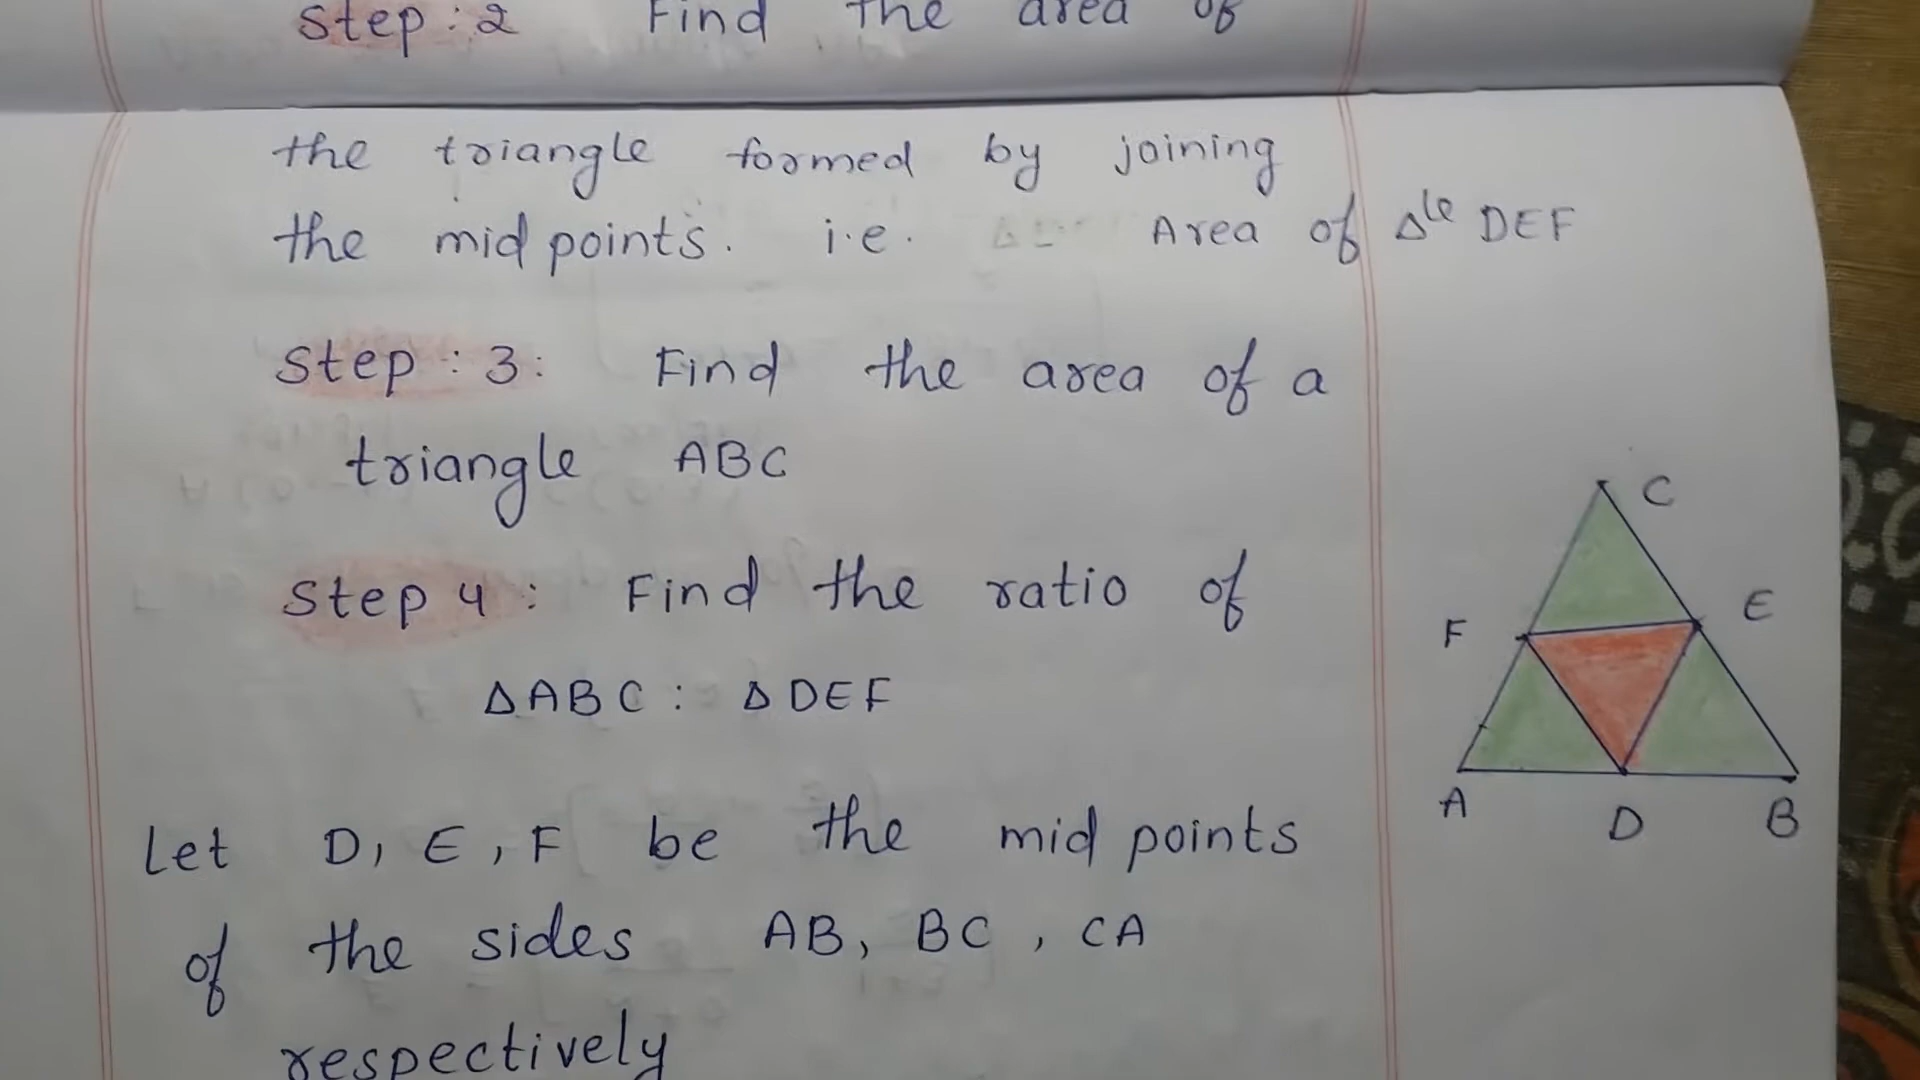 Step : 2 Find the area of
the triangle formed by joining
the mid points. i.e. Area of Δle DEF
Step : 3: Find the area of a
triangle ABC
Step 4 : Find the ratio of
ΔABC : ΔDEF
Let D, E, F be the mid points
of the sides AB, BC, CA
respectively
C
F
E
A
D
B